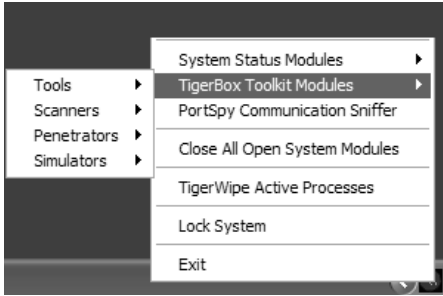 System Status Modules
TigerBox Toolkit Modules
PortSpy Communication Sniffer
Close All Open System Modules
TigerWipe Active Processes
Lock System
Exit
Tools
Scanners
Penetrators
Simulators